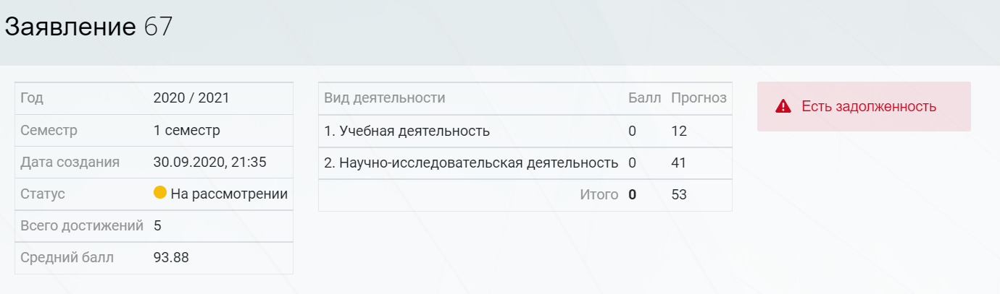 Заявление 67
Год 2020 / 2021
Семестр 1 семестр
Дата создания 30.09.2020, 21:35
Статус На рассмотрении
Всего достижений 5
Средний балл 93.88
Вид деятельности Балл Прогноз
1. Учебная деятельность 0 12
2. Научно-исследовательская деятельность 0 41
Итого 0 53
Есть задолженность